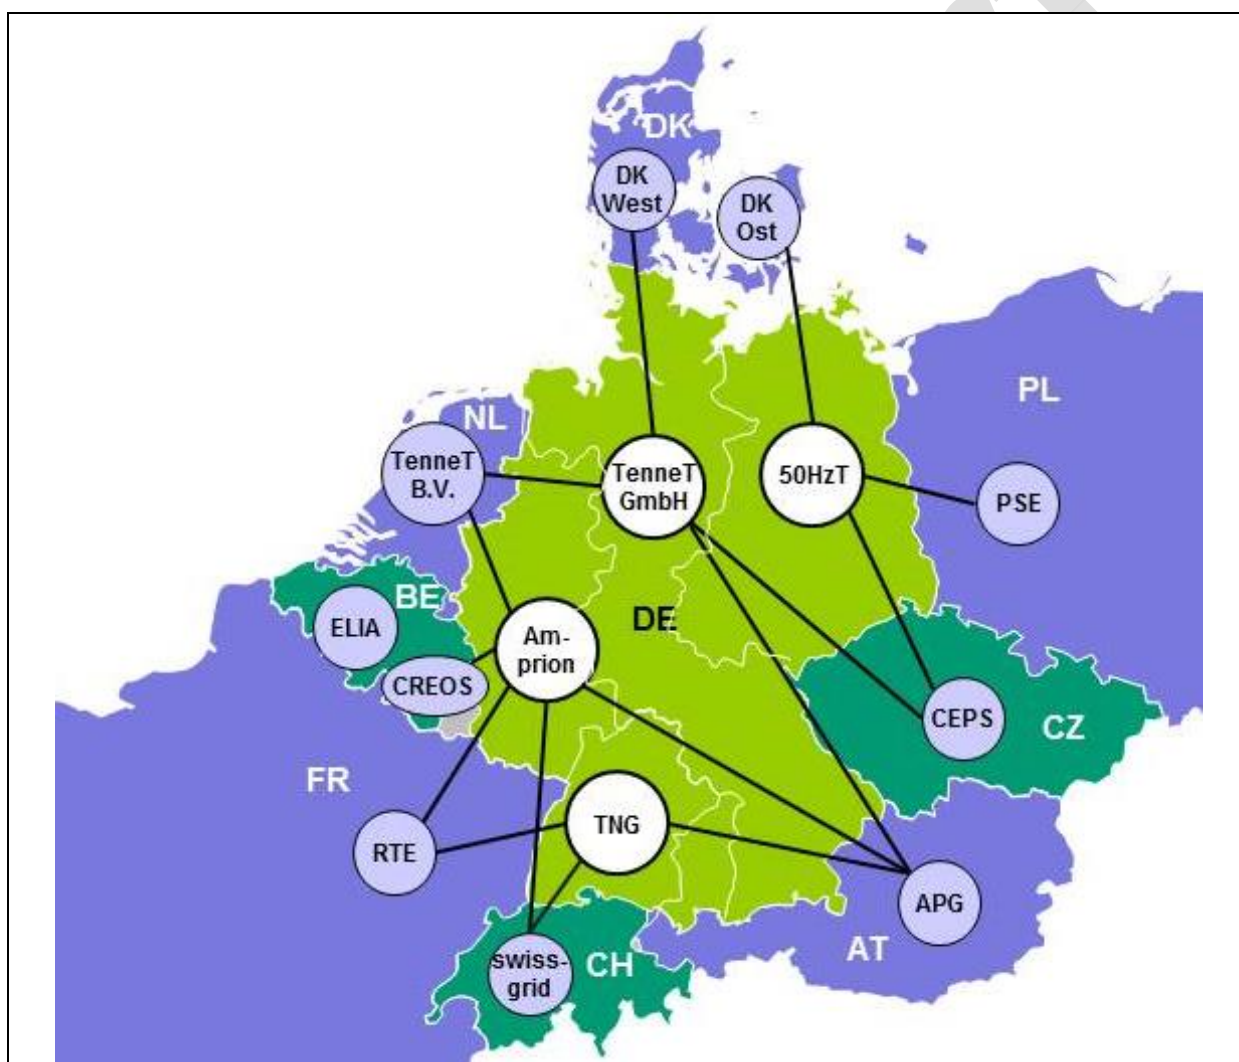 DK
DK
West
DK
Ost
PL
NL
TenneT
B.V.
TenneT
GmbH
50HzT
PSE
BE
ELIA
DE
Am-
prion
CREOS
CEPS
CZ
FR
TNG
RTE
APG
AT
swiss-
grid
CH